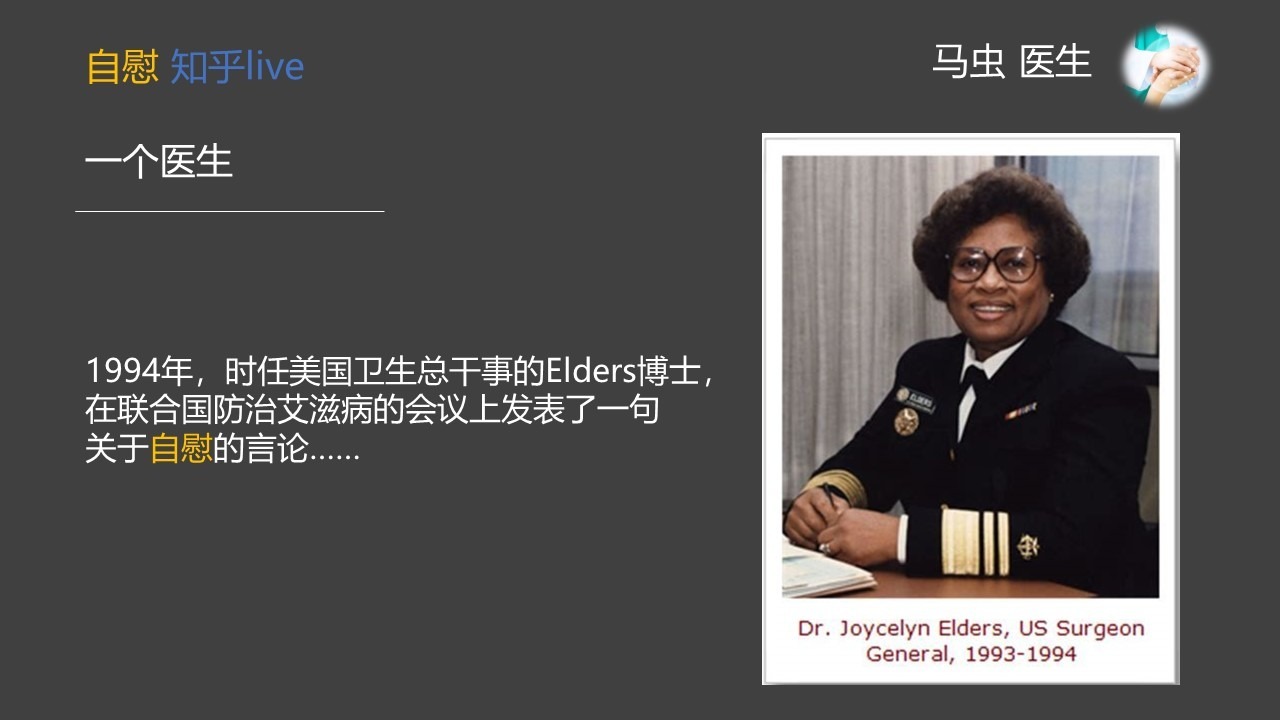 自慰 知乎live
马虫 医生
一个医生
1994年，时任美国卫生总干事的Elders博士，
在联合国防治艾滋病的会议上发表了一句
关于自慰的言论……
ELDERS
Dr. Joycelyn Elders, US Surgeon
General, 1993-1994